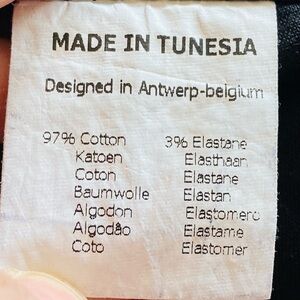 MADE IN TUNESIA
Designed in Antwerp-belgium
97% Cotton 3% Elastane
Katoen Elasthaan
Coton Elastane
Baumwolle Elastan
Algodon Elastomero
Algodão Elastame
Coto Elastomer